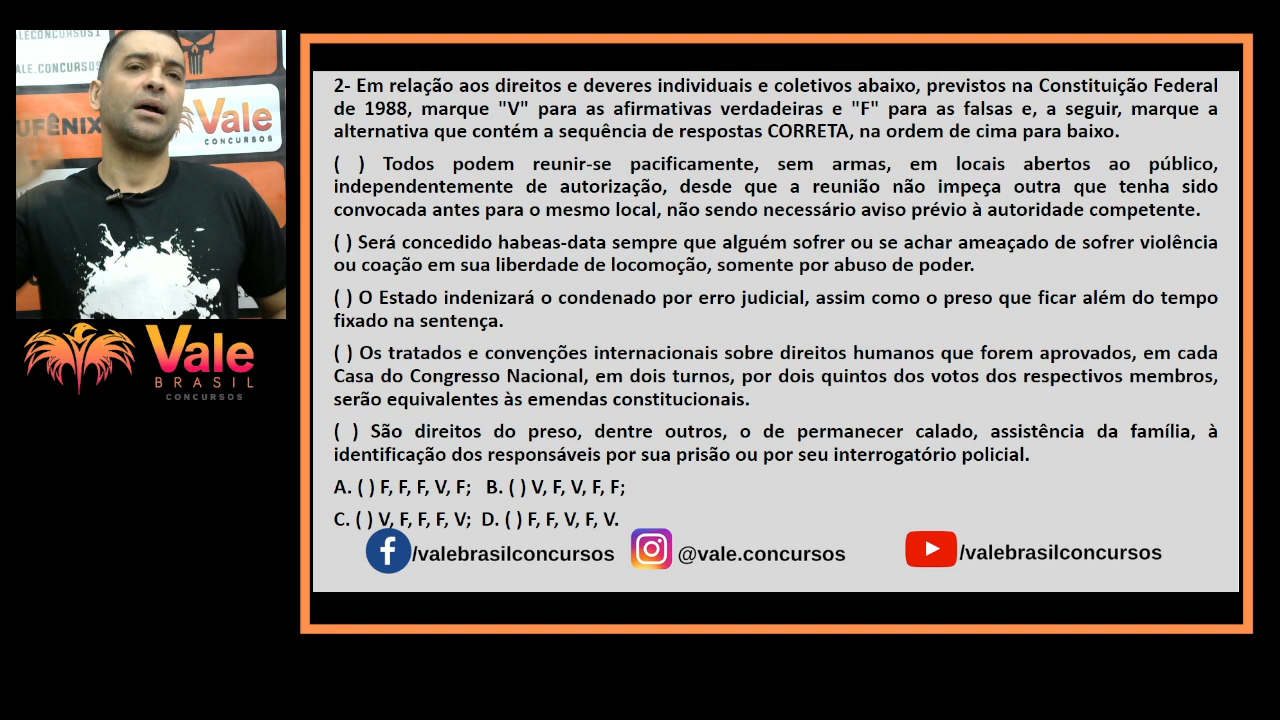 ALECONCURSOS1
ALE.CONCURSOS
UFÊNIX
Vale
CONCURSOS
Vale
BRASIL
CONCURSOS
2- Em relação aos direitos e deveres individuais e coletivos abaixo, previstos na Constituição Federal
de 1988, marque "V" para as afirmativas verdadeiras e "F" para as falsas e, a seguir, marque a
alternativa que contém a sequência de respostas CORRETA, na ordem de cima para baixo.
( ) Todos podem reunir-se pacificamente, sem armas, em locais abertos ao público,
independentemente de autorização, desde que a reunião não impeça outra que tenha sido
convocada antes para o mesmo local, não sendo necessário aviso prévio à autoridade competente.
( ) Será concedido habeas-data sempre que alguém sofrer ou se achar ameaçado de sofrer violência
ou coação em sua liberdade de locomoção, somente por abuso de poder.
( ) O Estado indenizará o condenado por erro judicial, assim como o preso que ficar além do tempo
fixado na sentença.
( ) Os tratados e convenções internacionais sobre direitos humanos que forem aprovados, em cada
Casa do Congresso Nacional, em dois turnos, por dois quintos dos votos dos respectivos membros,
serão equivalentes às emendas constitucionais.
( ) São direitos do preso, dentre outros, o de permanecer calado, assistência da família, à
identificação dos responsáveis por sua prisão ou por seu interrogatório policial.
A. ( ) F, F, F, V, F; B. ( ) V, F, V, F, F;
C. ( ) V, F, F, F, V; D. ( ) F, F, V, F, V.
/valebrasilconcursos @vale.concursos /valebrasilconcursos